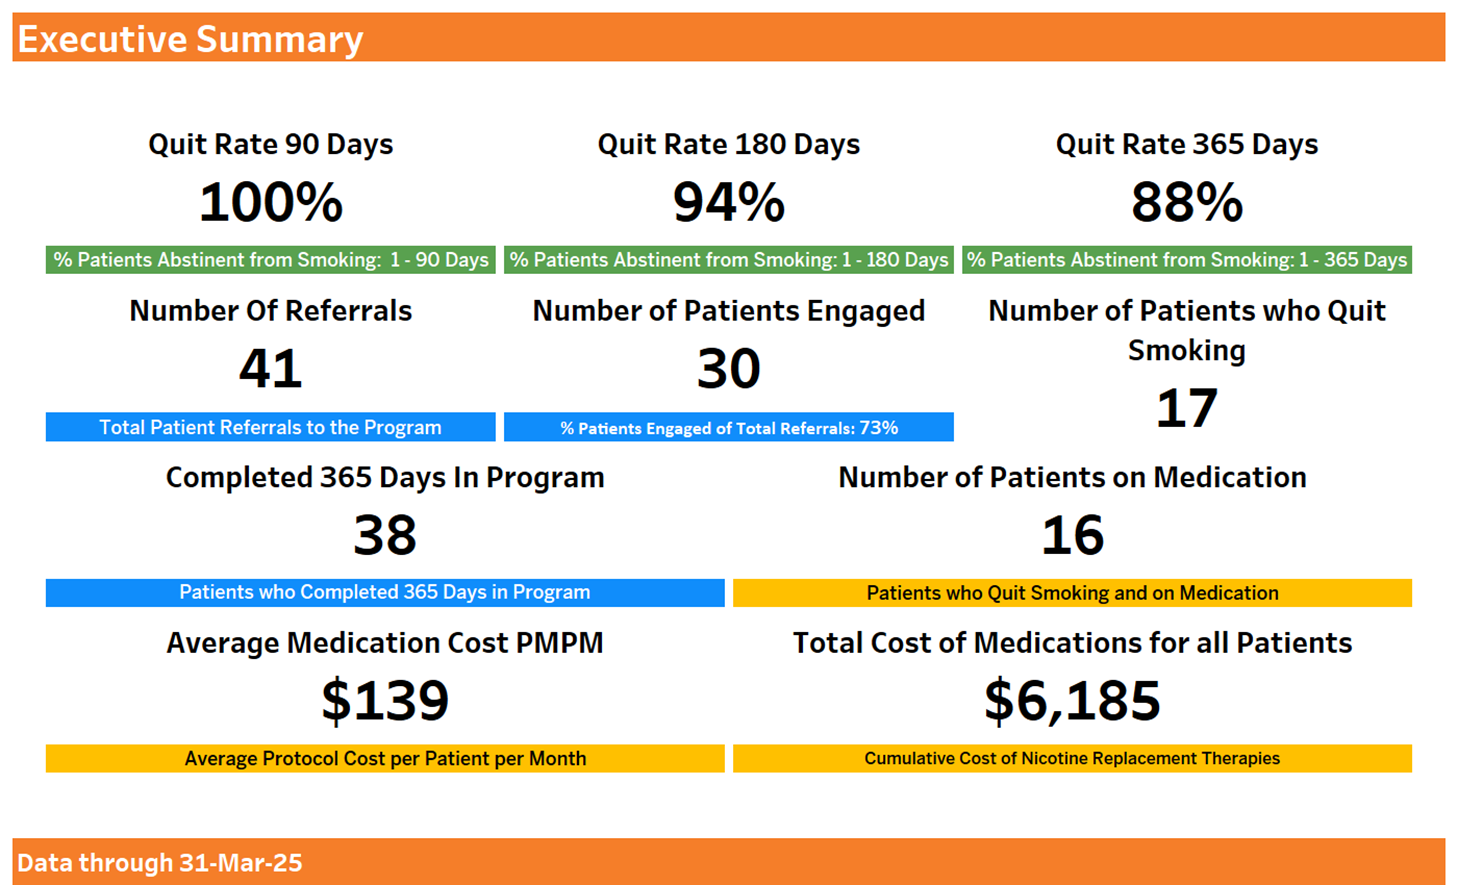 Executive Summary
Quit Rate 90 Days
100%
% Patients Abstinent from Smoking:  1 - 90 Days
Quit Rate 180 Days
94%
% Patients Abstinent from Smoking: 1 - 180 Days
Quit Rate 365 Days
88%
% Patients Abstinent from Smoking: 1 - 365 Days
Number Of Referrals
41
Total Patient Referrals to the Program
Number of Patients Engaged
30
% Patients Engaged of Total Referrals: 73%
Number of Patients who Quit
Smoking
17
Completed 365 Days In Program
38
Patients who Completed 365 Days in Program
Number of Patients on Medication
16
Patients who Quit Smoking and on Medication
Average Medication Cost PMPM
$139
Average Protocol Cost per Patient per Month
Total Cost of Medications for all Patients
$6,185
Cumulative Cost of Nicotine Replacement Therapies
Data through 31-Mar-25